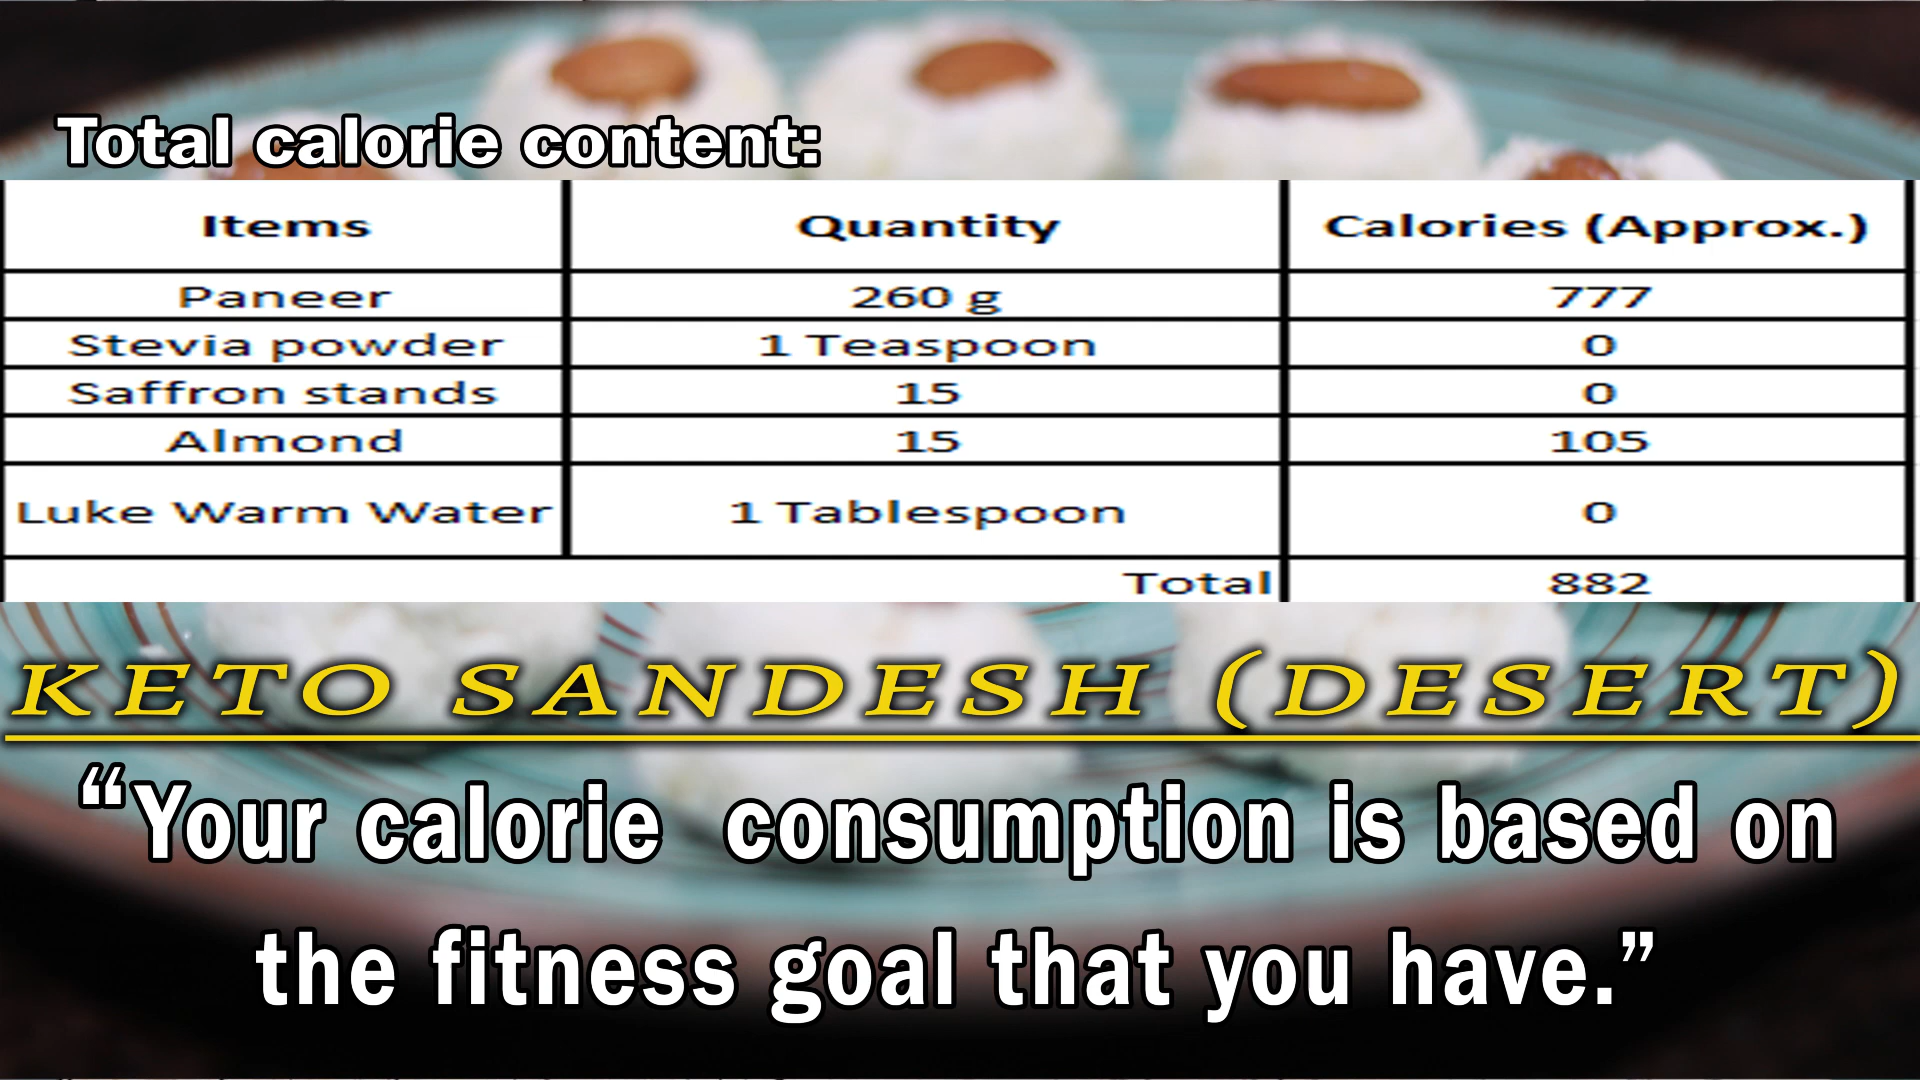 Total calorie content:
Items Quantity Calories (Approx.)
Paneer 260 g 777
Stevia powder 1 Teaspoon 0
Saffron stands 15 0
Almond 15 105
Luke Warm Water 1 Tablespoon 0
Total 882
KETO SANDESH (DESERT)
“Your calorie consumption is based on
the fitness goal that you have.”